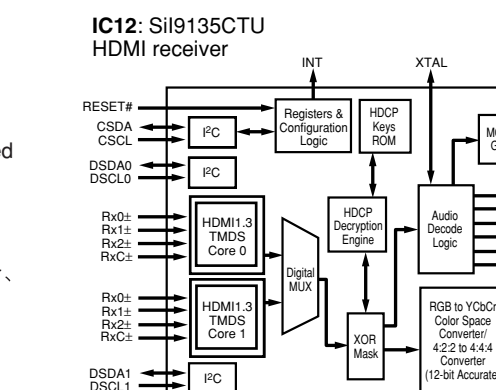 IC12: SiI9135CTU
HDMI receiver
INT
XTAL
RESET#
CSDA
CSCL
I²C
Registers &
Configuration
Logic
HDCP
Keys
ROM
DSDA0
DSCL0
I²C
Rx0±
Rx1±
Rx2±
RxC±
HDMI1.3
TMDS
Core 0
Digital
MUX
HDCP
Decryption
Engine
Audio
Decode
Logic
Rx0±
Rx1±
Rx2±
RxC±
HDMI1.3
TMDS
Core 1
XOR
Mask
RGB to YCbCr
Color Space
Converter/
4:2:2 to 4:4:4
Converter
(12-bit Accurate
DSDA1
DSCL1
I²C